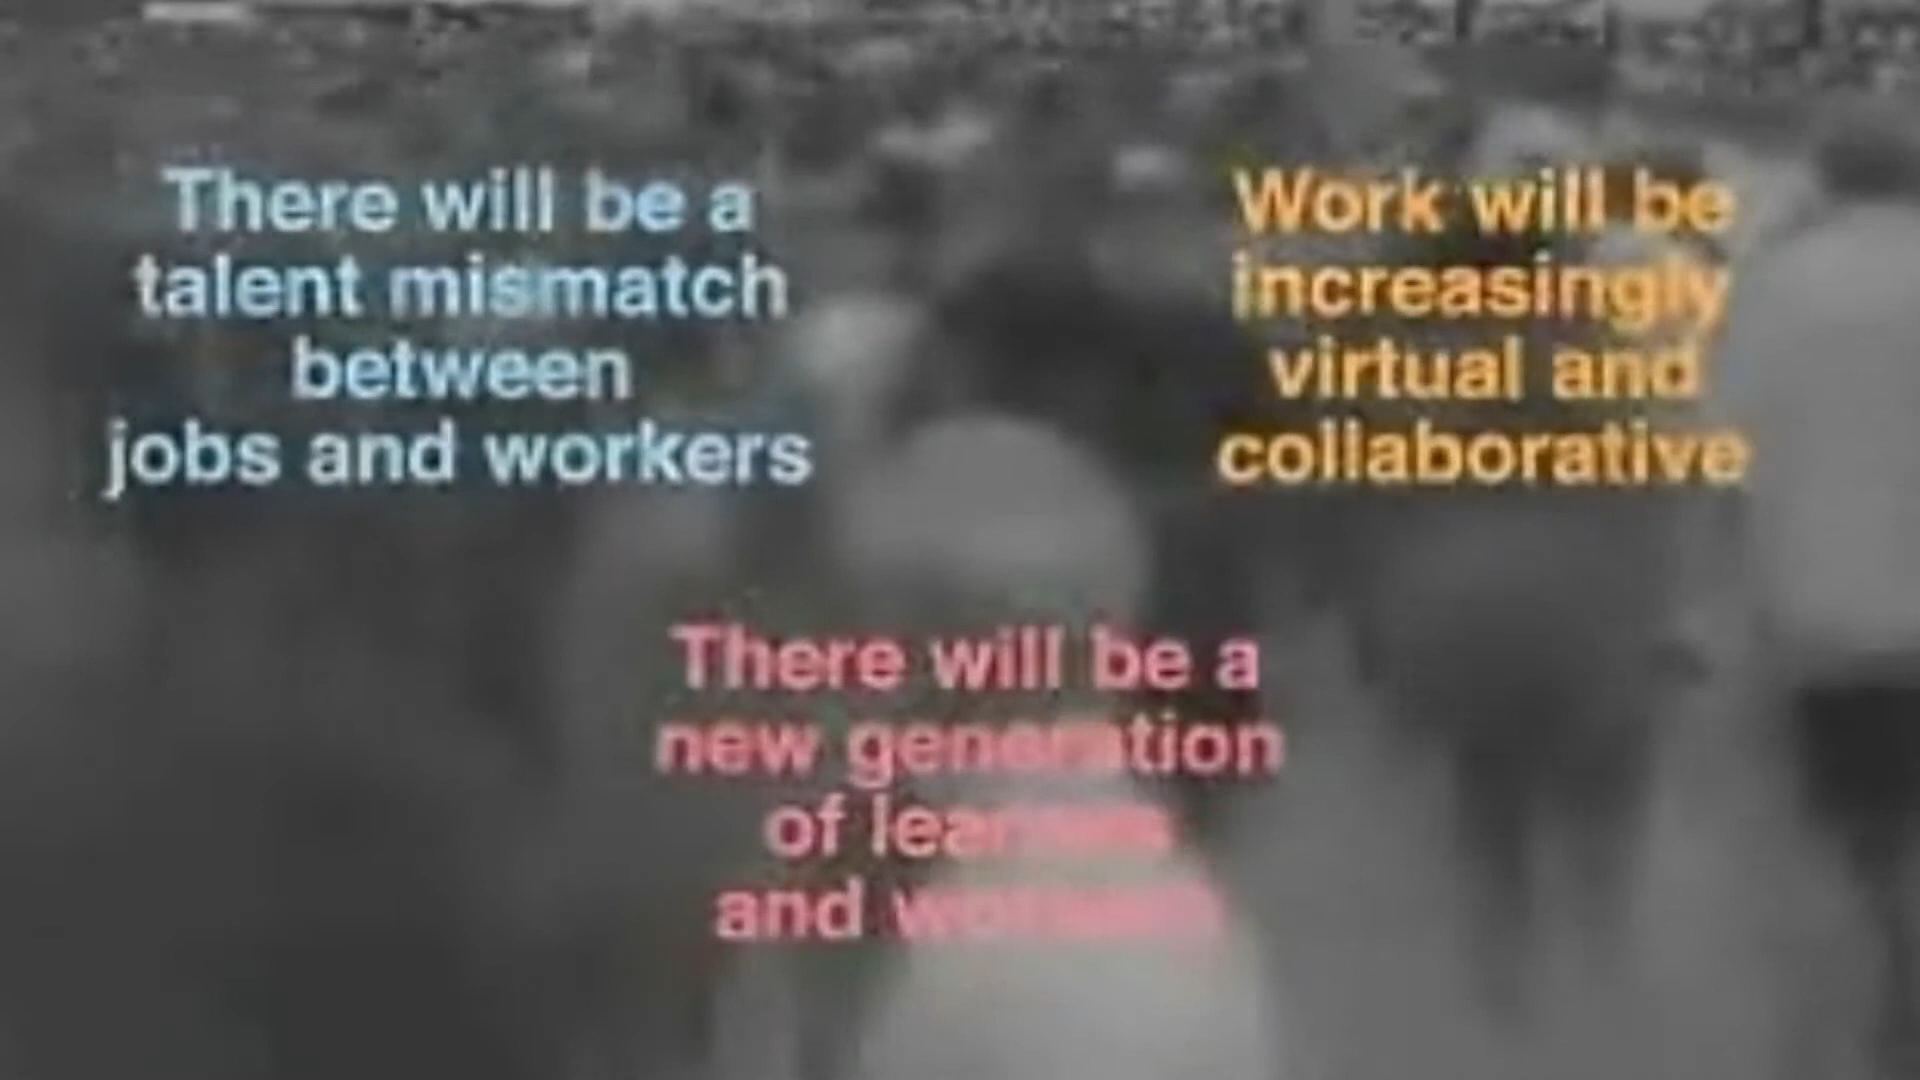 There will be a
talent mismatch
between
jobs and workers
Work will be
increasingly
virtual and
collaborative
There will be a
new generation
of
and